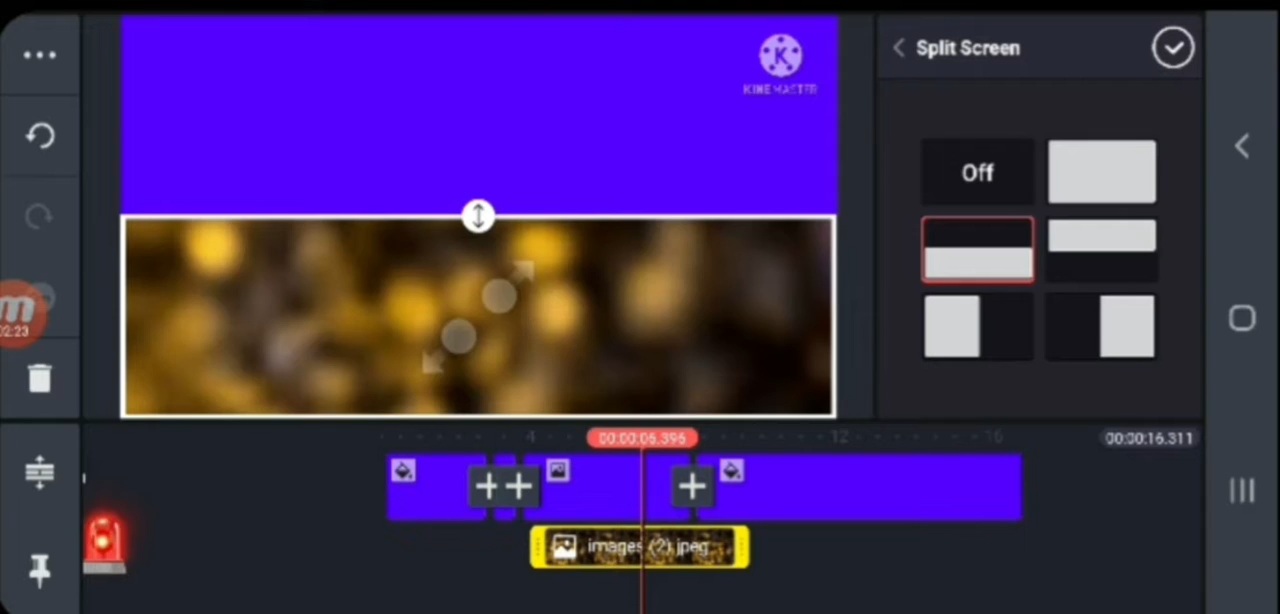 Split Screen
KINEMASTER
Off
02:23
4
00:00:06.396
12
16
00:00:16.311
images (2).jpeg